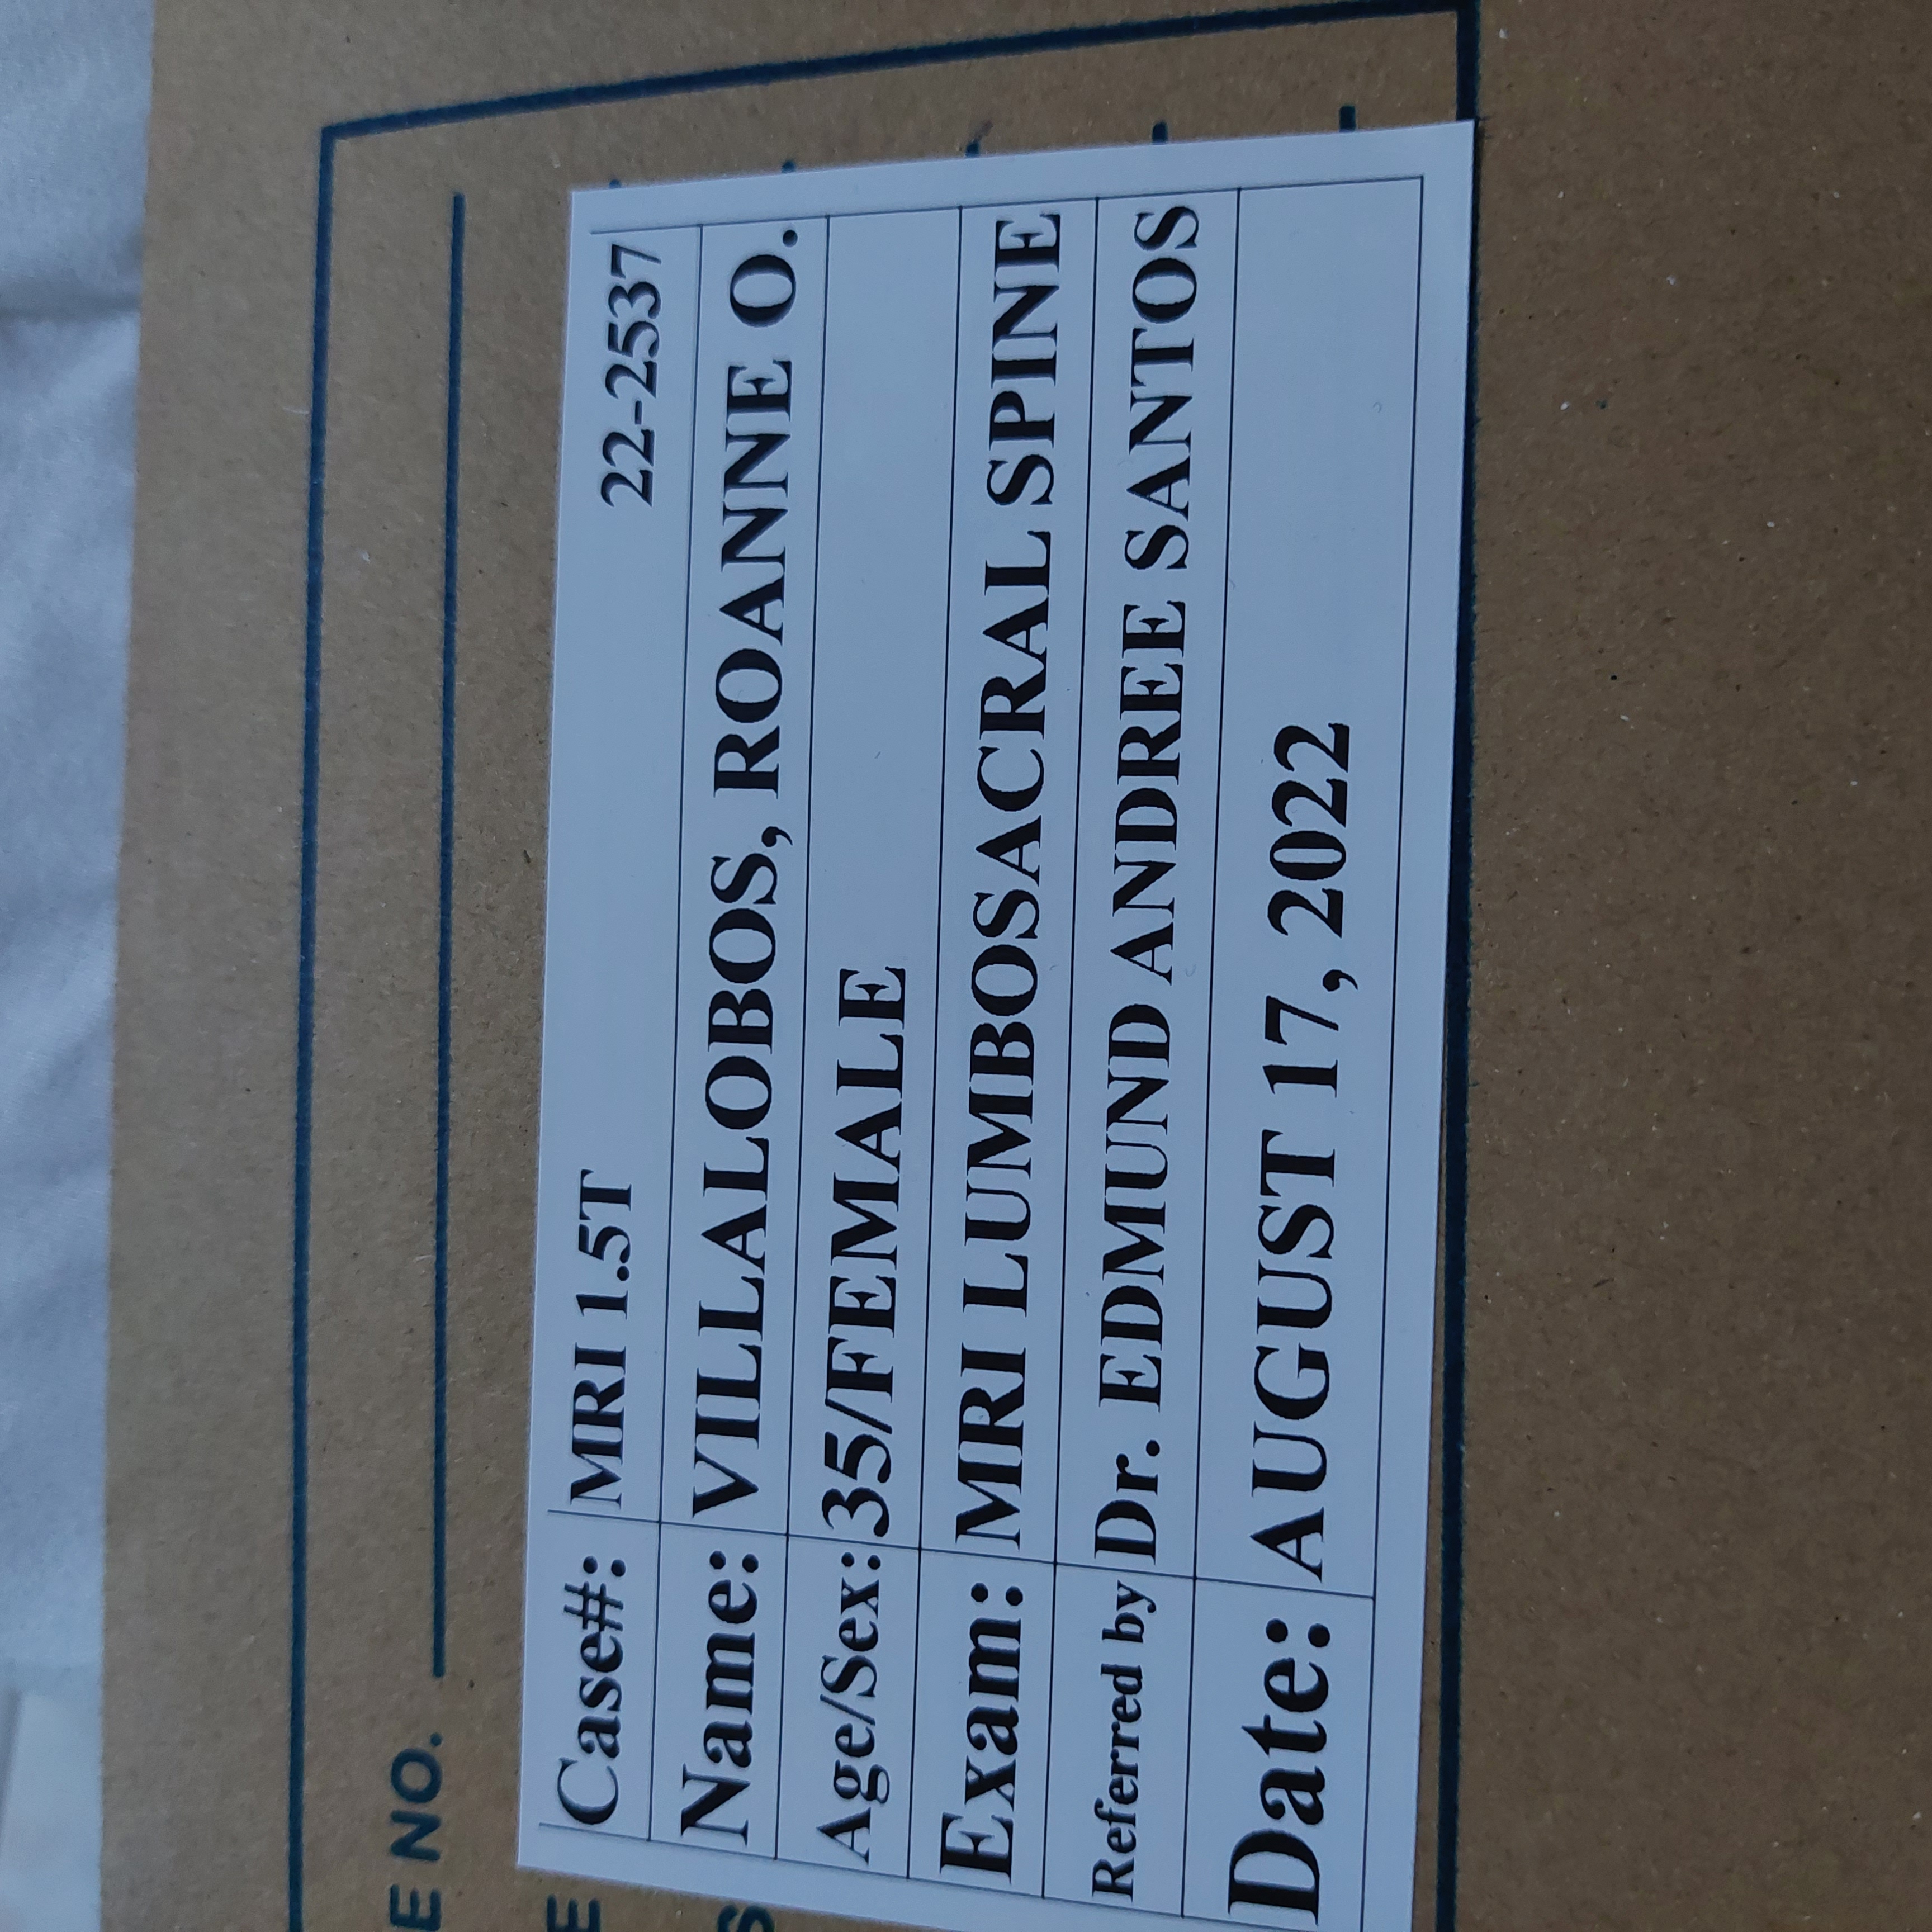 E NO.
E
S
Case#: MRI 1.5T 22-2537
Name: VILLALOBOS, ROANNE O.
Age/Sex: 35/FEMALE
Exam: MRI LUMBOSACRAL SPINE
Referred by Dr. EDMUND ANDREE SANTOS
Date: AUGUST 17, 2022